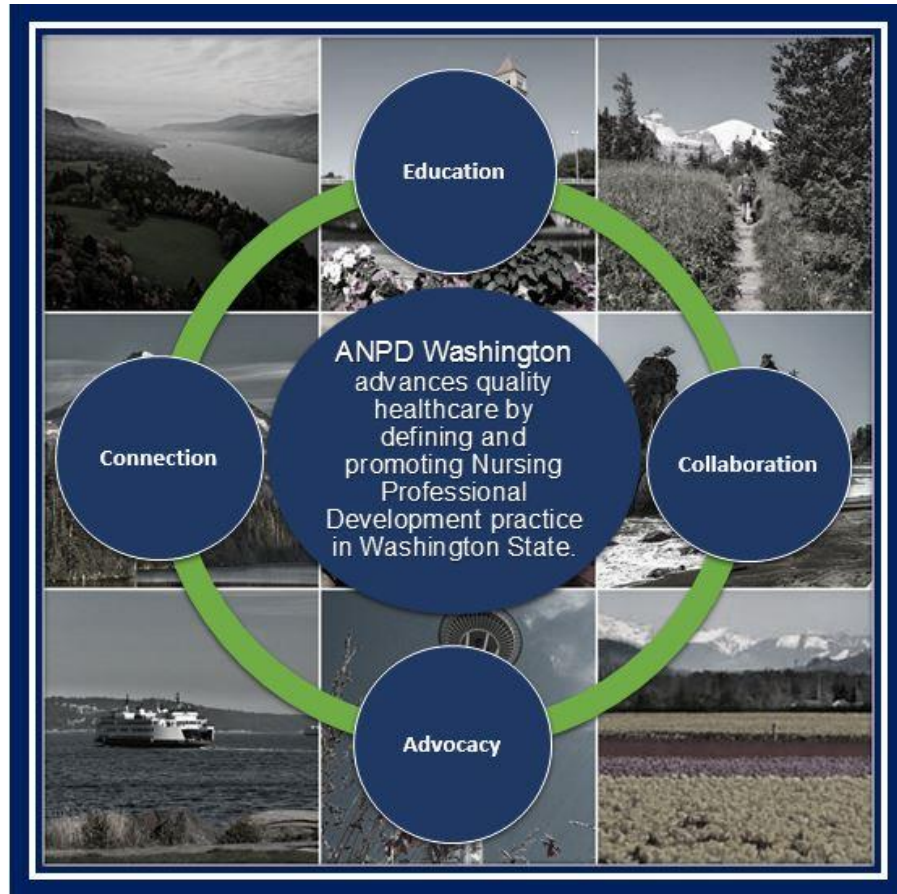 Education
ANPD Washington
advances quality
healthcare by
defining and
promoting Nursing
Professional
Development practice
in Washington State.
Connection
Collaboration
Advocacy